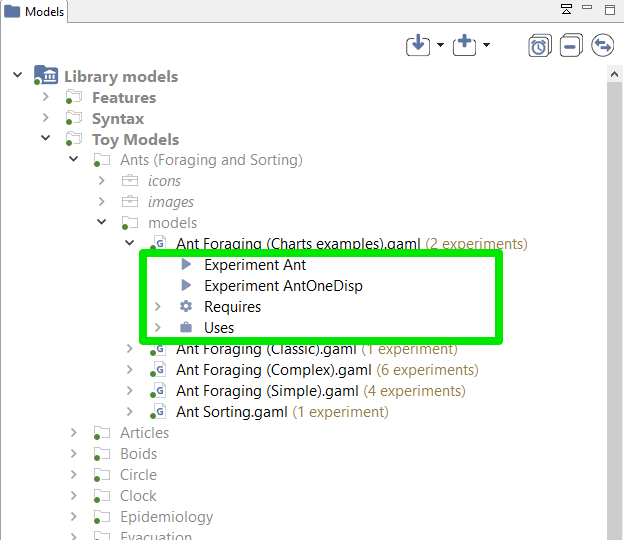 Models
Library models
Features
Syntax
Toy Models
Ants (Foraging and Sorting)
icons
images
models
Ant Foraging (Charts examples).gaml (2 experiments)
Experiment Ant
Experiment AntOneDisp
Requires
Uses
Ant Foraging (Classic).gaml (1 experiment)
Ant Foraging (Complex).gaml (6 experiments)
Ant Foraging (Simple).gaml (4 experiments)
Ant Sorting.gaml (1 experiment)
Articles
Boids
Circle
Clock
Epidemiology
Evacuation